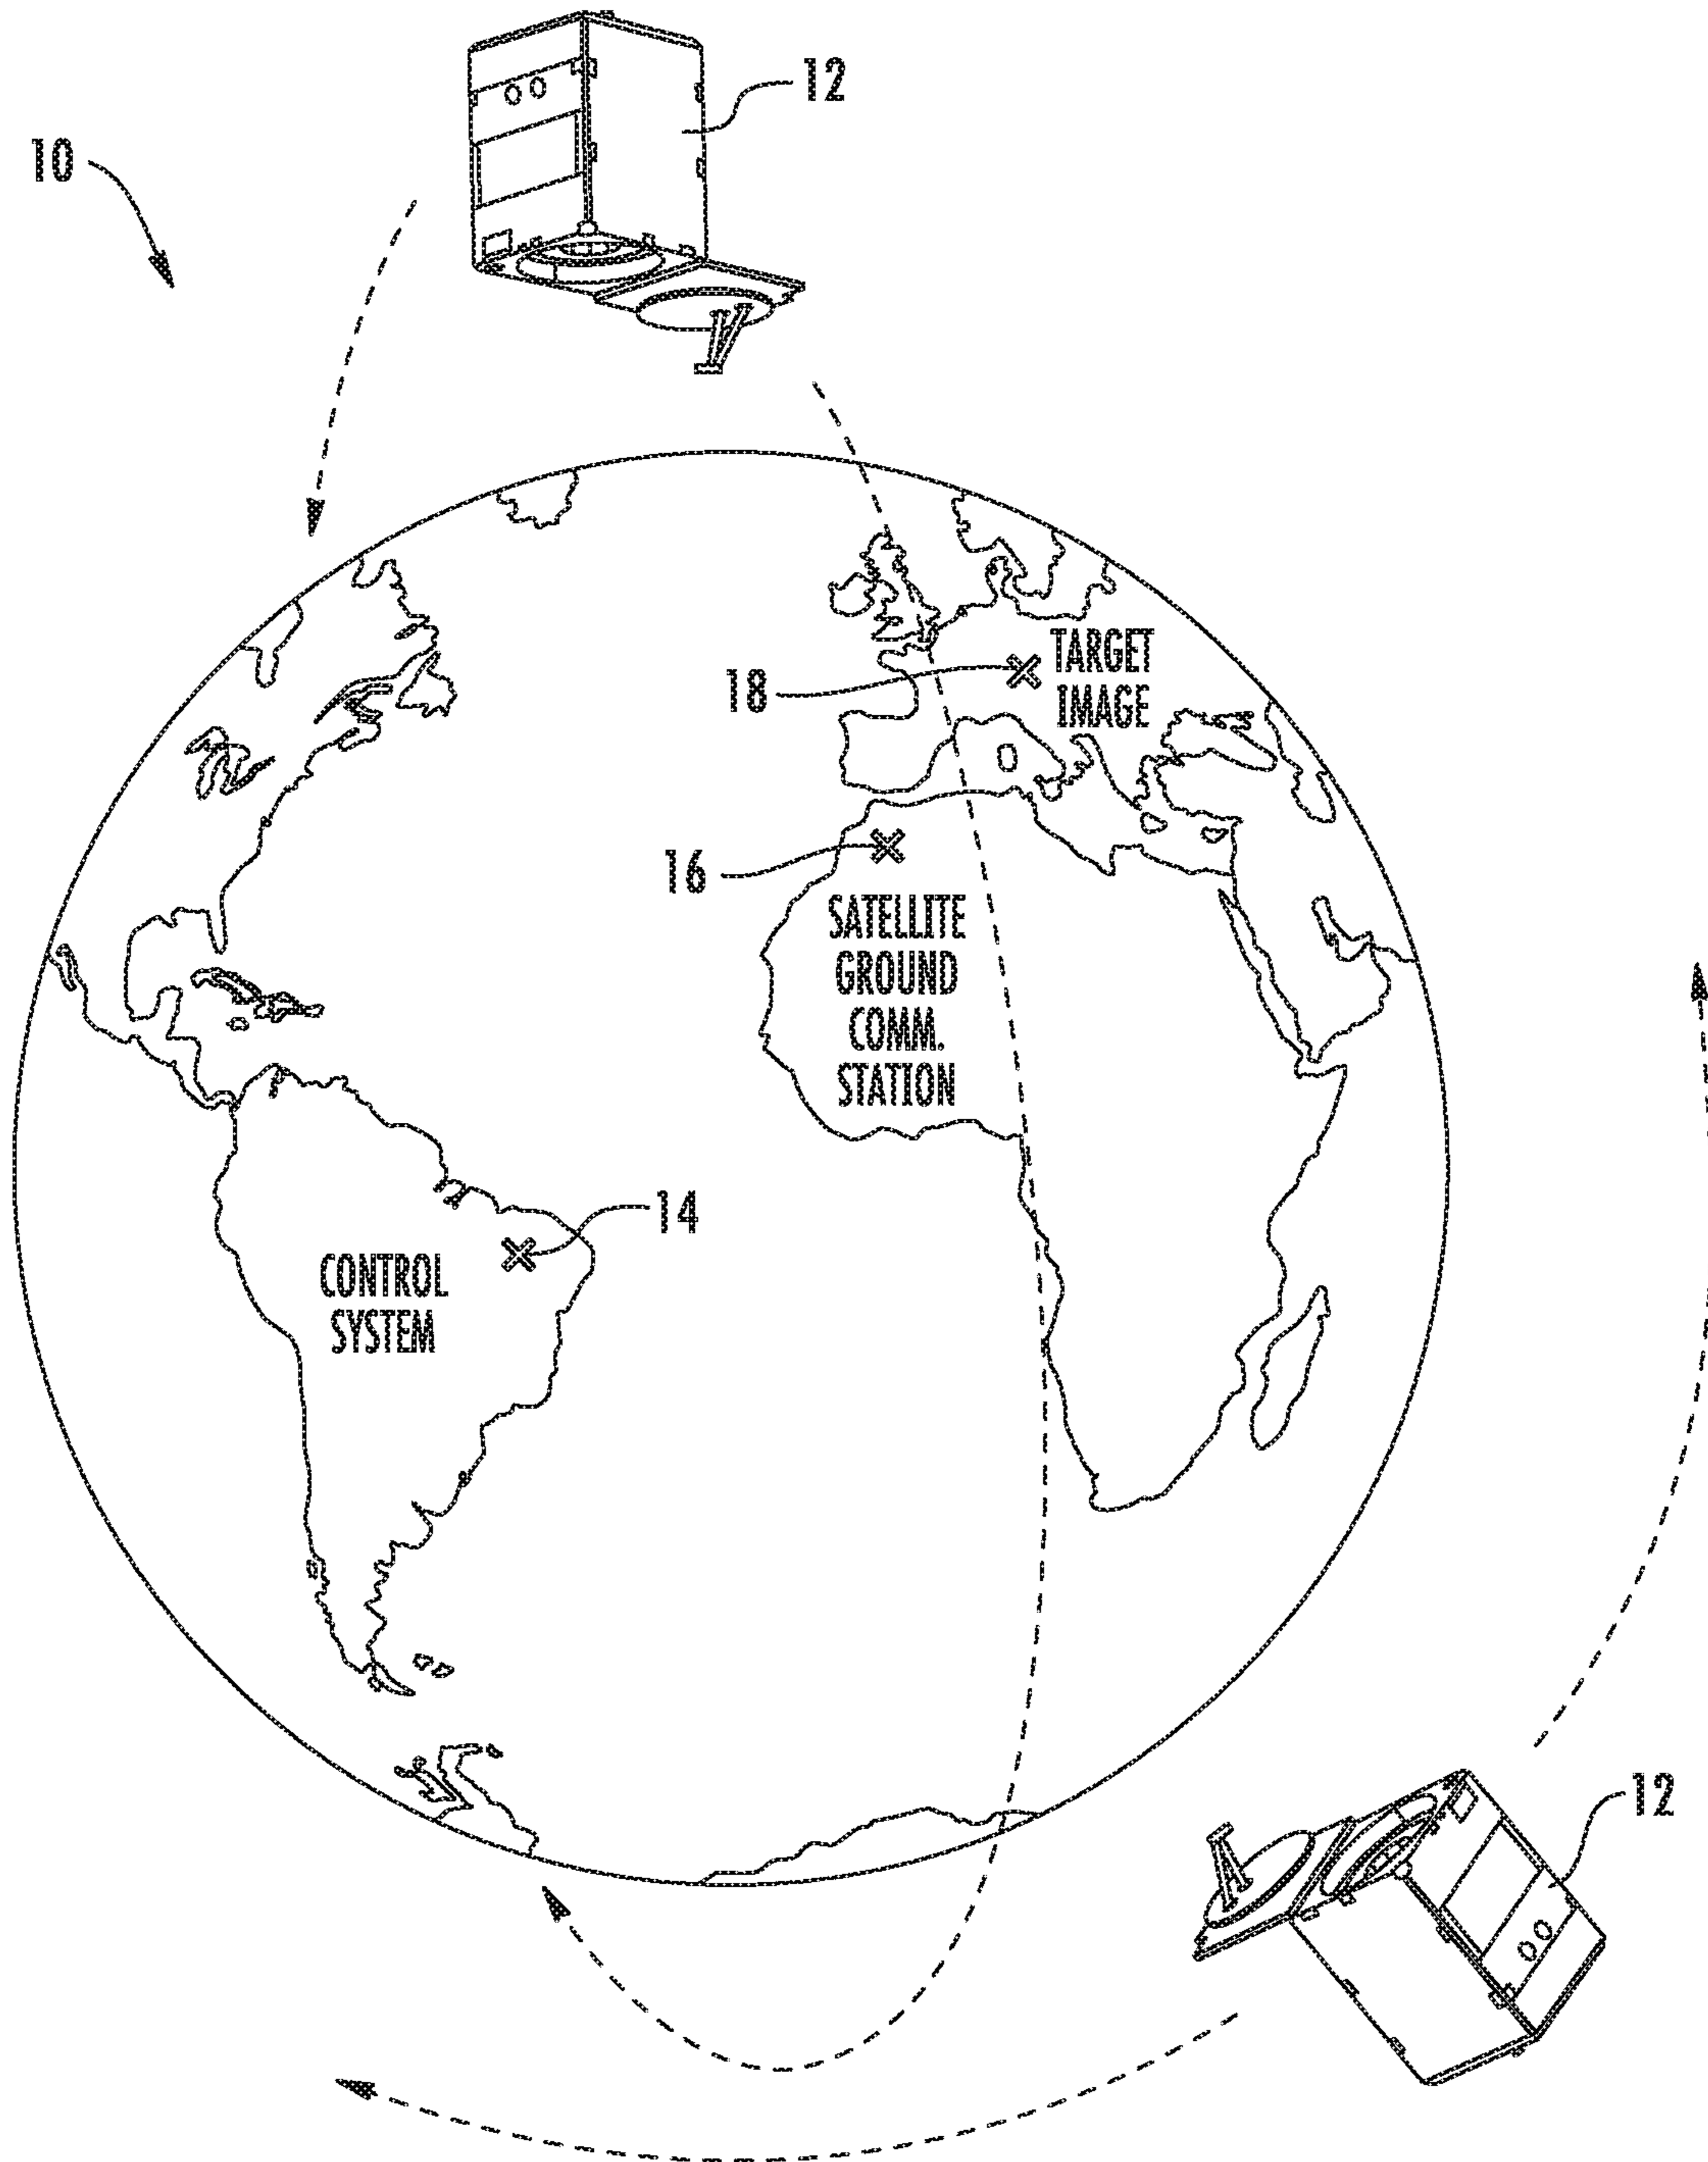 12
10
TARGET
IMAGE
18
16
SATELLITE
GROUND
COMM.
STATION
14
CONTROL
SYSTEM
12